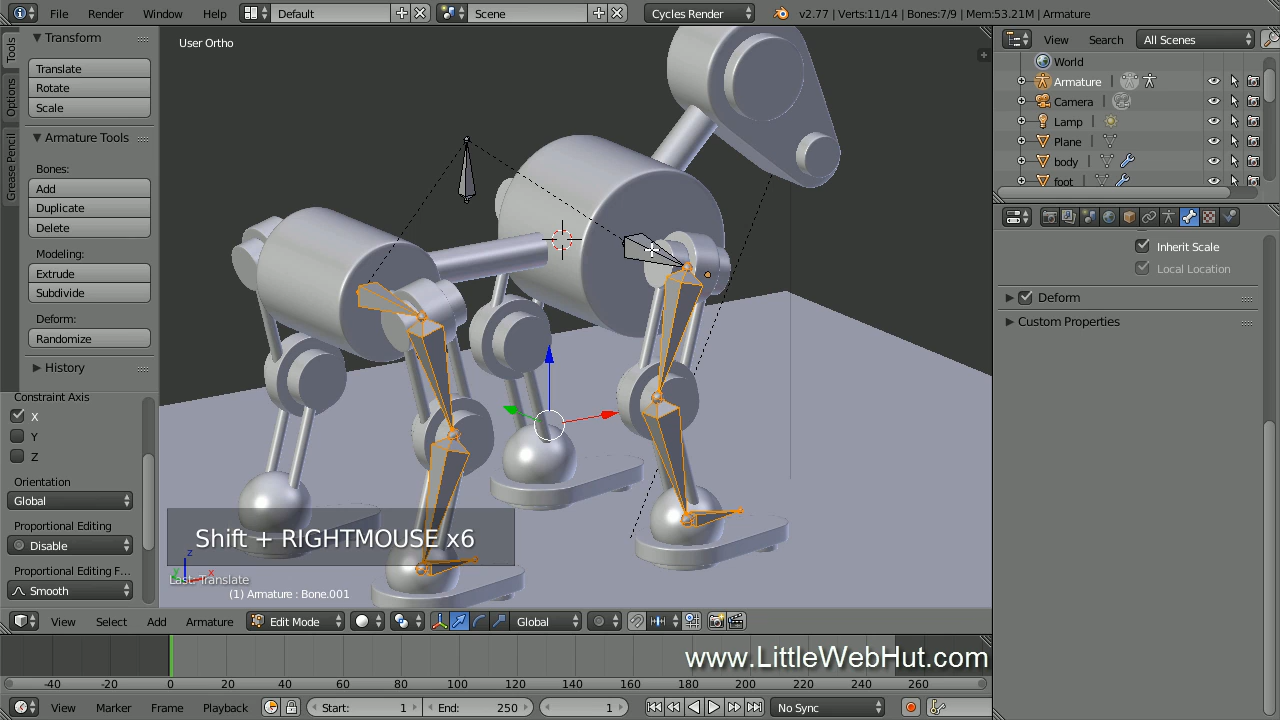 File Render Window Help Default Scene Cycles Render v2.77 | Verts:11/14 | Bones:7/9 | Mem:53.21M | Armature
Tools
Options
Grease Pencil
Transform
Translate
Rotate
Scale
Armature Tools
Bones:
Add
Duplicate
Delete
Modeling:
Extrude
Subdivide
Deform:
Randomize
History
Constraint Axis
X
Y
Z
Orientation
Global
Proportional Editing
Disable
Proportional Editing F...
Smooth
User Ortho
Shift + RIGHTMOUSE x6
z
y
x
Last: Translate
(1) Armature : Bone.001
View Search All Scenes
World
Armature
Camera
Lamp
Plane
body
foot
Inherit Scale
Local Location
Deform
Custom Properties
View Select Add Armature Edit Mode Global
www.LittleWebHut.com
-40 -20 0 20 40 60 80 100 120 140 160 180 200 220 240 260
View Marker Frame Playback Start: 1 End: 250 1 No Sync